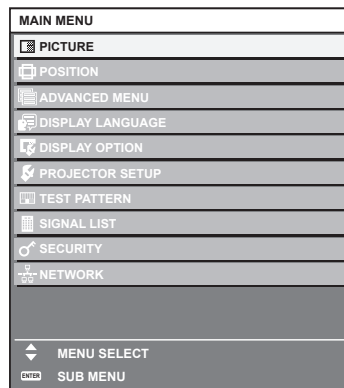 MAIN MENU
PICTURE
POSITION
ADVANCED MENU
DISPLAY LANGUAGE
DISPLAY OPTION
PROJECTOR SETUP
TEST PATTERN
SIGNAL LIST
SECURITY
NETWORK
MENU SELECT
ENTER SUB MENU